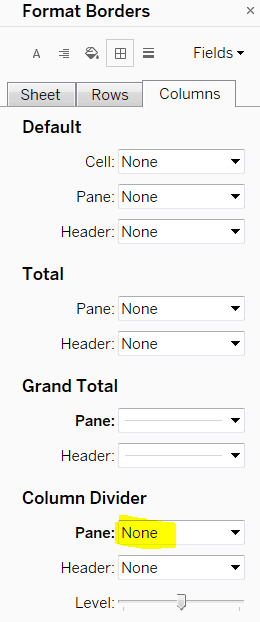 Format Borders ×
A Fields
Sheet Rows Columns
Default
Cell: None
Pane: None
Header: None
Total
Pane: None
Header: None
Grand Total
Pane:
Header:
Column Divider
Pane: None
Header: None
Level: